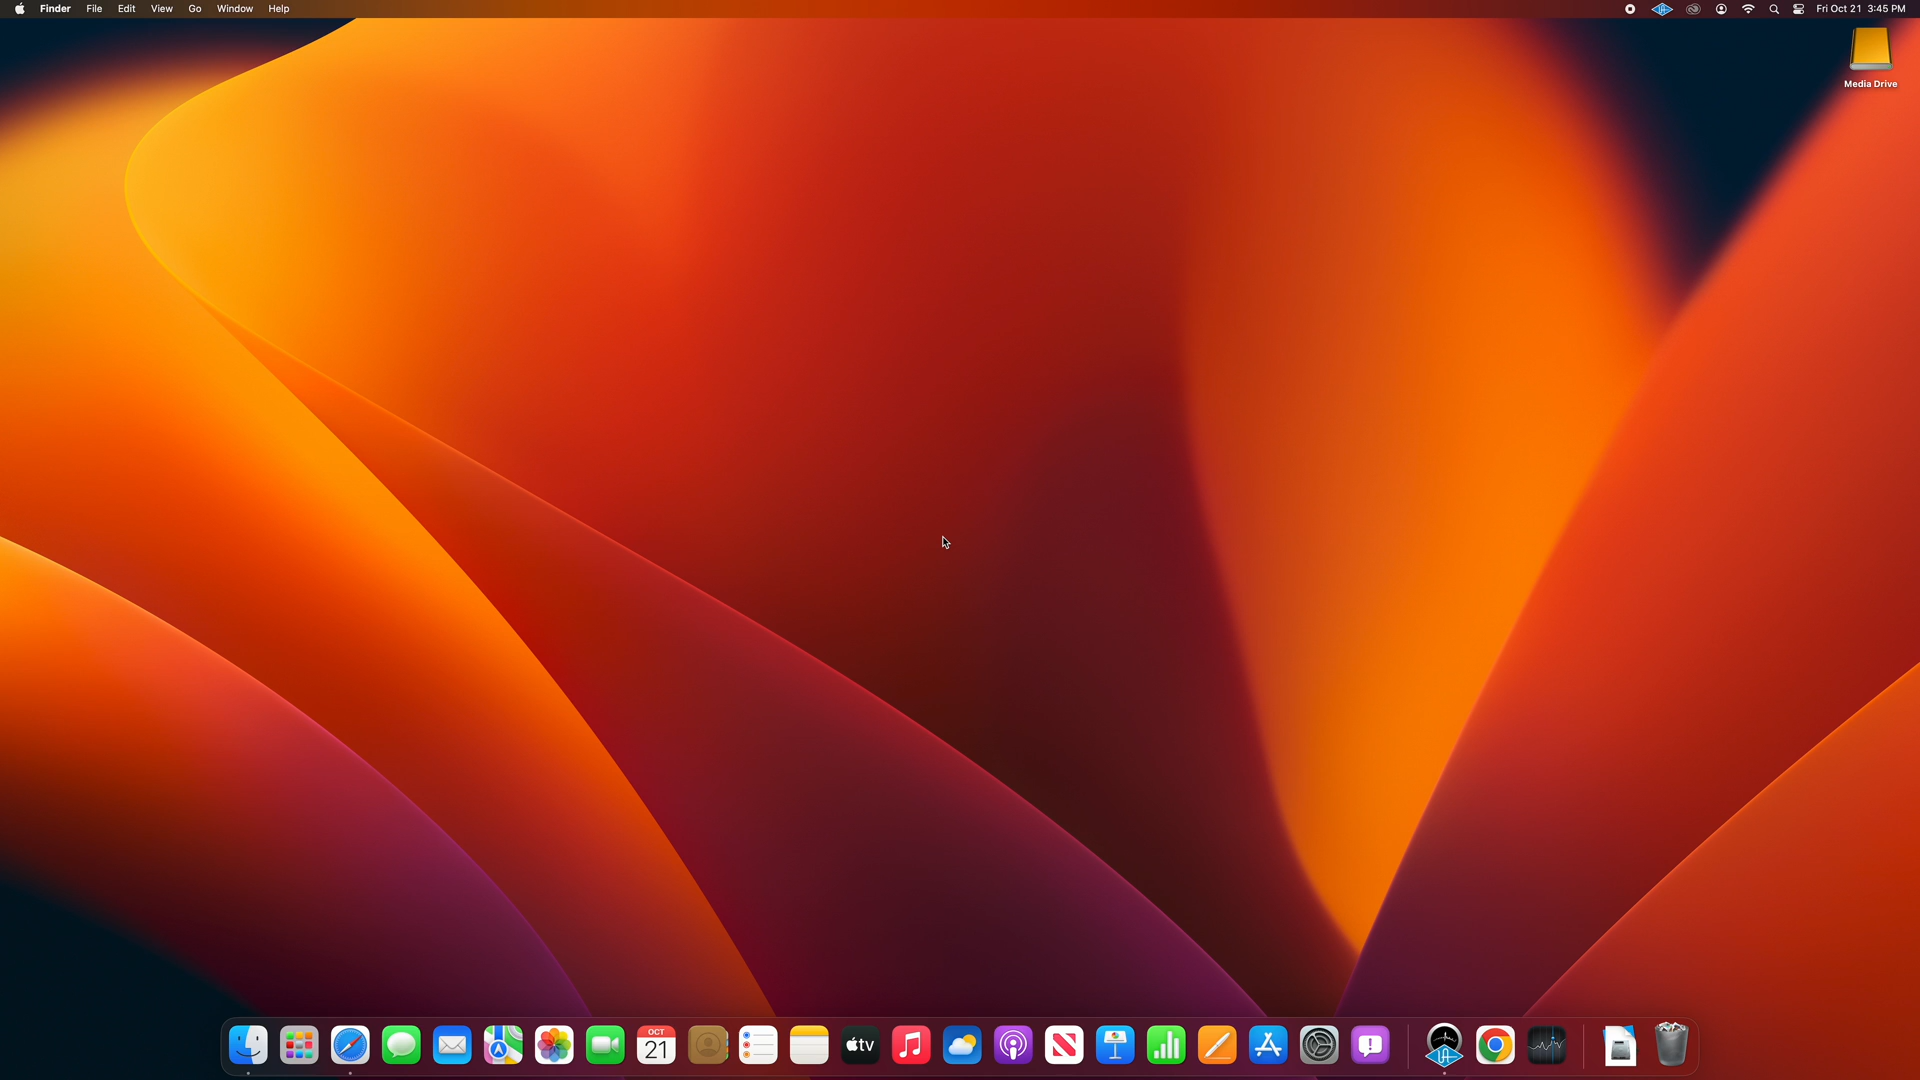 Finder File Edit View Go Window Help
Fri Oct 21 3:45 PM
Media Drive
OCT
21
tv